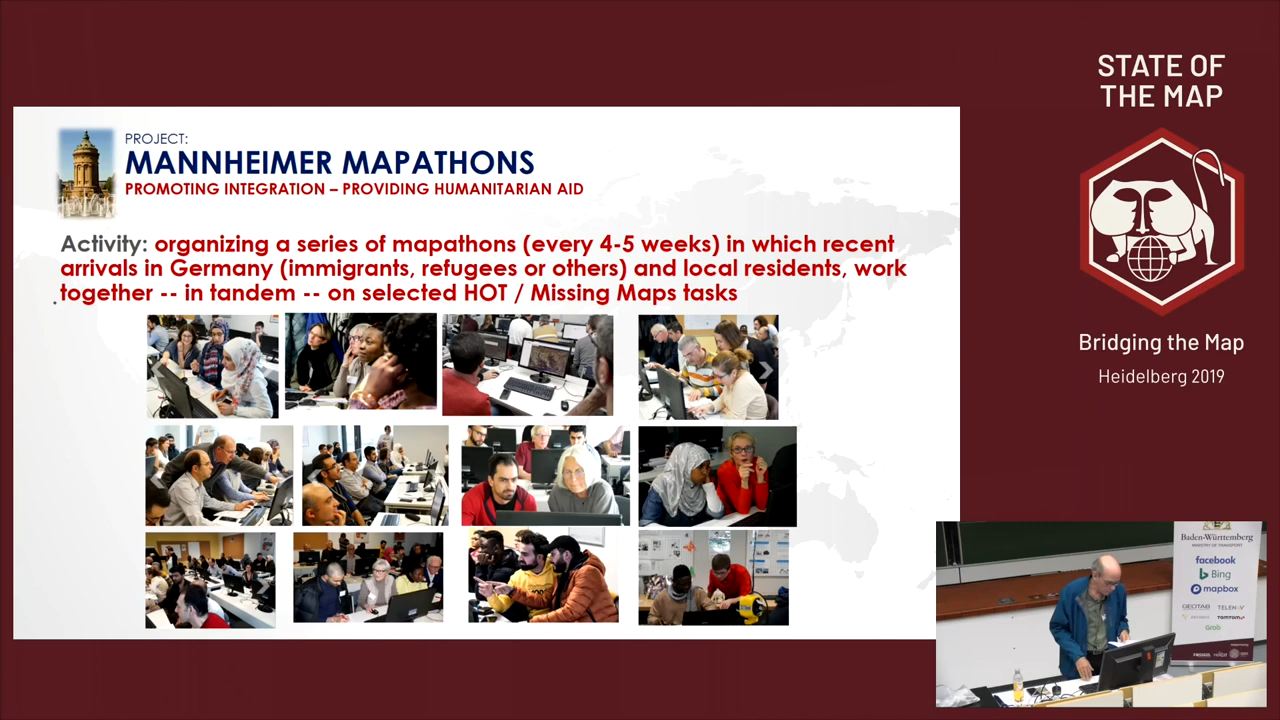 STATE OF
THE MAP
PROJECT:
MANNHEIMER MAPATHONS
PROMOTING INTEGRATION – PROVIDING HUMANITARIAN AID
Activity: organizing a series of mapathons (every 4-5 weeks) in which recent
arrivals in Germany (immigrants, refugees or others) and local residents, work
together -- in tandem -- on selected HOT / Missing Maps tasks
Bridging the Map
Heidelberg 2019
Baden-Württemberg
MINISTRY OF TRANSPORT
facebook
Bing
mapbox
GEOTAB
TELENAV
TOMTOM
Grab